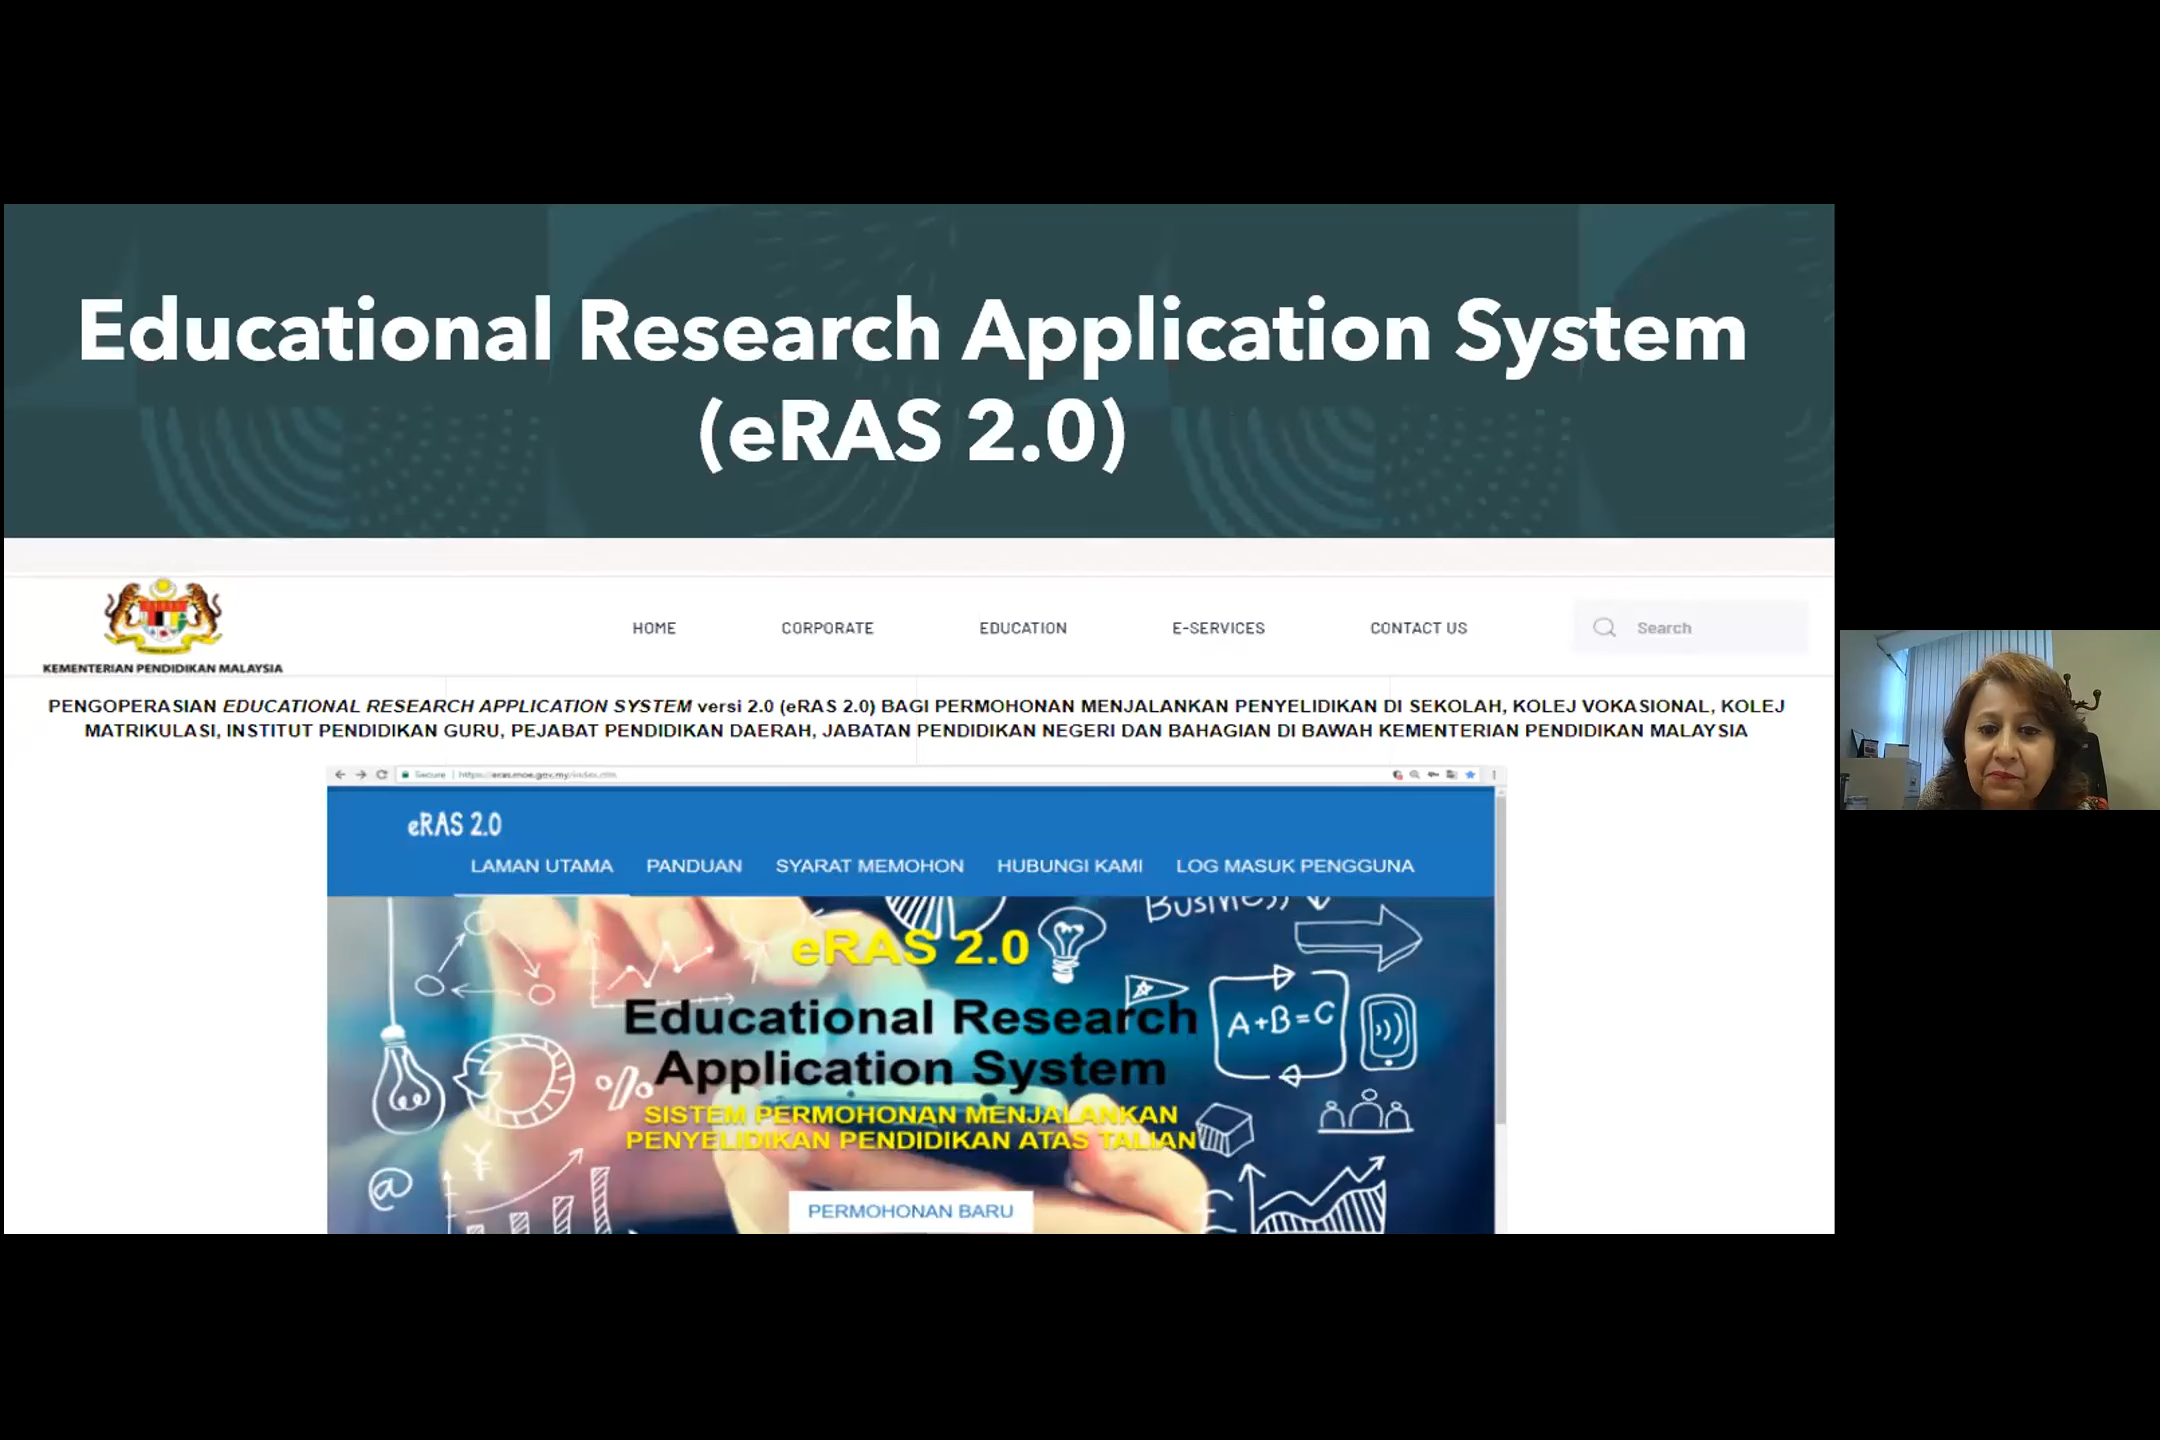 Educational Research Application System
(eRAS 2.0)
KEMENTERIAN PENDIDIKAN MALAYSIA
HOME
CORPORATE
EDUCATION
E-SERVICES
CONTACT US
Search
PENGOPERASIAN EDUCATIONAL RESEARCH APPLICATION SYSTEM versi 2.0 (eRAS 2.0) BAGI PERMOHONAN MENJALANKAN PENYELIDIKAN DI SEKOLAH, KOLEJ VOKASIONAL, KOLEJ
MATRIKULASI, INSTITUT PENDIDIKAN GURU, PEJABAT PENDIDIKAN DAERAH, JABATAN PENDIDIKAN NEGERI DAN BAHAGIAN DI BAWAH KEMENTERIAN PENDIDIKAN MALAYSIA
Secure
eRAS 2.0
LAMAN UTAMA
PANDUAN
SYARAT MEMOHON
HUBUNGI KAMI
LOG MASUK PENGGUNA
eRAS 2.0
Educational Research
Application System
SISTEM PERMOHONAN MENJALANKAN
PENYELIDIKAN PENDIDIKAN ATAS TALIAN
A+B=C
%
¥
@
PERMOHONAN BARU